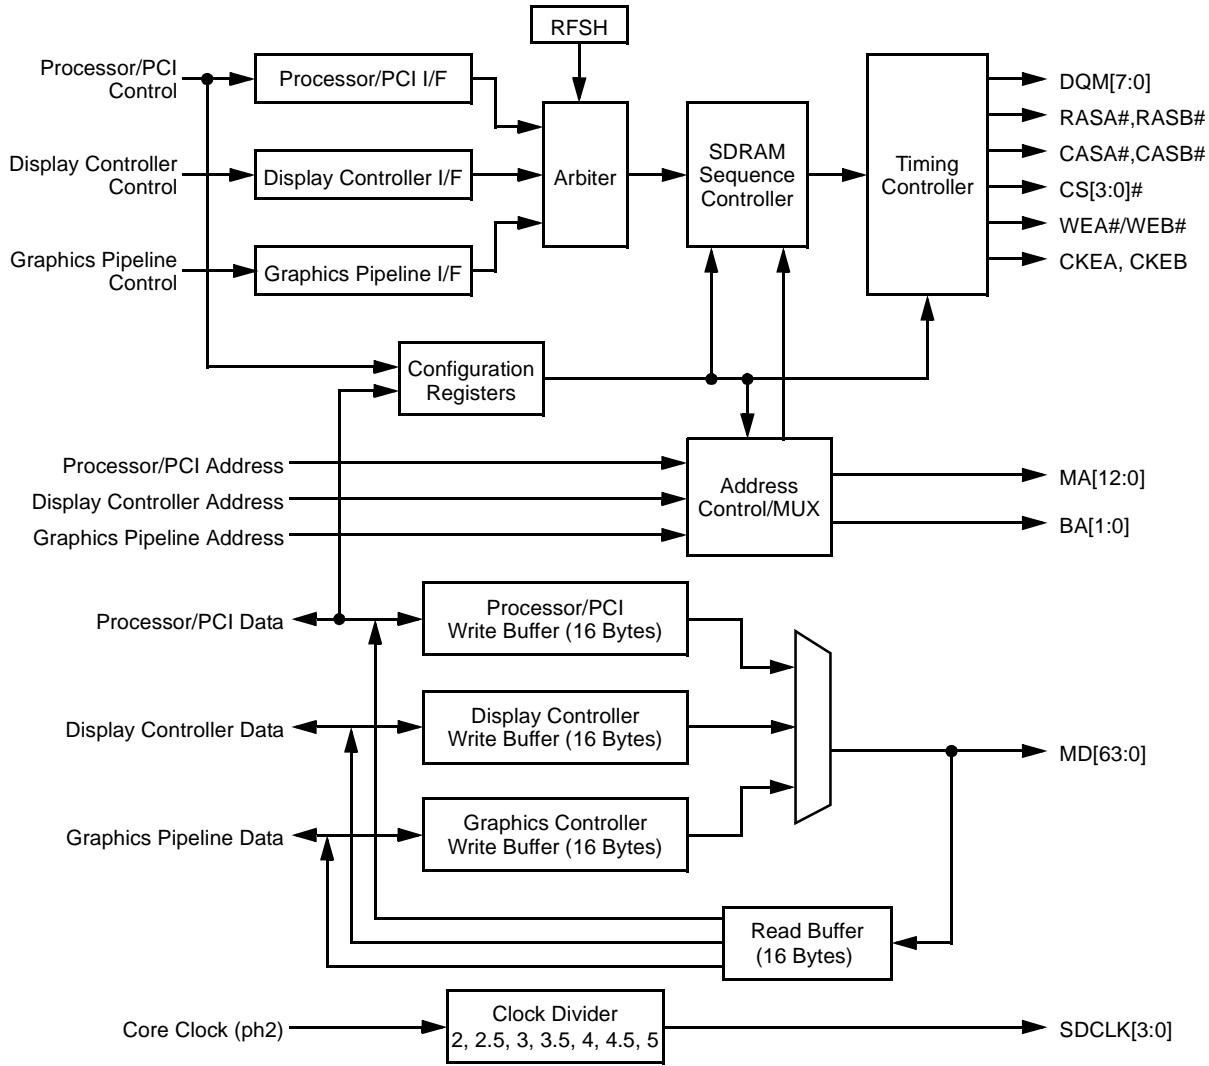 RFSH
Processor/PCI
Control
Processor/PCI I/F
Display Controller
Control
Display Controller I/F
Graphics Pipeline
Control
Graphics Pipeline I/F
Arbiter
SDRAM
Sequence
Controller
Timing
Controller
DQM[7:0]
RASA#,RASB#
CASA#,CASB#
CS[3:0]#
WEA#/WEB#
CKEA, CKEB
Configuration
Registers
Processor/PCI Address
Display Controller Address
Graphics Pipeline Address
Address
Control/MUX
MA[12:0]
BA[1:0]
Processor/PCI Data
Processor/PCI
Write Buffer (16 Bytes)
Display Controller Data
Display Controller
Write Buffer (16 Bytes)
Graphics Pipeline Data
Graphics Controller
Write Buffer (16 Bytes)
MD[63:0]
Read Buffer
(16 Bytes)
Core Clock (ph2)
Clock Divider
2, 2.5, 3, 3.5, 4, 4.5, 5
SDCLK[3:0]